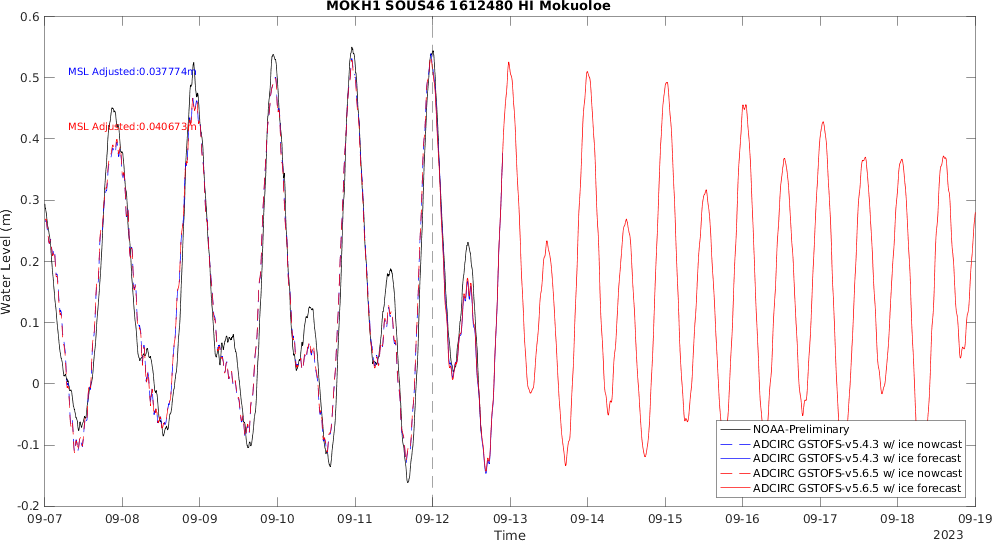 MOKH1 SOUS46 1612480 HI Mokuoloe
0.6
0.5
0.4
0.3
0.2
0.1
0
-0.1
-0.2
Water Level (m)
MSL Adjusted:0.037774m
MSL Adjusted:0.040673m
NOAA-Preliminary
ADCIRC GSTOFS-v5.4.3 w/ ice nowcast
ADCIRC GSTOFS-v5.4.3 w/ ice forecast
ADCIRC GSTOFS-v5.6.5 w/ ice nowcast
ADCIRC GSTOFS-v5.6.5 w/ ice forecast
09-07 09-08 09-09 09-10 09-11 09-12 09-13 09-14 09-15 09-16 09-17 09-18 09-19
Time
2023